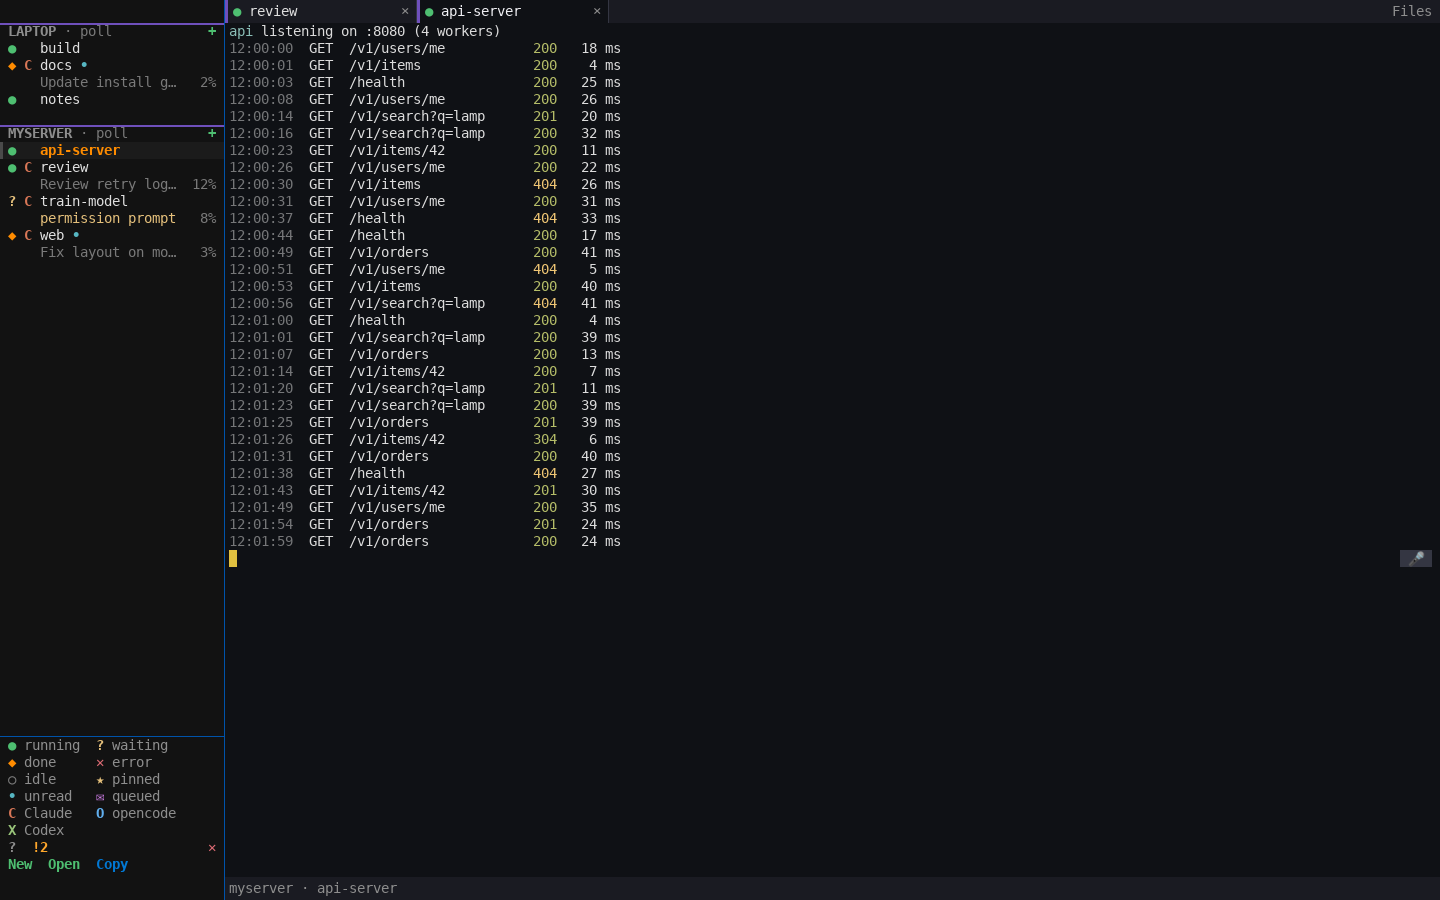 ● review × ● api-server × Files
LAPTOP · poll +
● build
◆ C docs •
Update install g… 2%
● notes
MYSERVER · poll +
● api-server
● C review
Review retry log… 12%
? C train-model
permission prompt 8%
◆ C web •
Fix layout on mo… 3%
● running ? waiting
◆ done × error
○ idle ★ pinned
• unread ✉ queued
C Claude O opencode
X Codex
? !2 ×
New Open Copy
api listening on :8080 (4 workers)
12:00:00 GET /v1/users/me 200 18 ms
12:00:01 GET /v1/items 200 4 ms
12:00:03 GET /health 200 25 ms
12:00:08 GET /v1/users/me 200 26 ms
12:00:14 GET /v1/search?q=lamp 201 20 ms
12:00:16 GET /v1/search?q=lamp 200 32 ms
12:00:23 GET /v1/items/42 200 11 ms
12:00:26 GET /v1/users/me 200 22 ms
12:00:30 GET /v1/items 404 26 ms
12:00:31 GET /v1/users/me 200 31 ms
12:00:37 GET /health 404 33 ms
12:00:44 GET /health 200 17 ms
12:00:49 GET /v1/orders 200 41 ms
12:00:51 GET /v1/users/me 404 5 ms
12:00:53 GET /v1/items 200 40 ms
12:00:56 GET /v1/search?q=lamp 404 41 ms
12:01:00 GET /health 200 4 ms
12:01:01 GET /v1/search?q=lamp 200 39 ms
12:01:07 GET /v1/orders 200 13 ms
12:01:14 GET /v1/items/42 200 7 ms
12:01:20 GET /v1/search?q=lamp 201 11 ms
12:01:23 GET /v1/search?q=lamp 200 39 ms
12:01:25 GET /v1/orders 201 39 ms
12:01:26 GET /v1/items/42 304 6 ms
12:01:31 GET /v1/orders 200 40 ms
12:01:38 GET /health 404 27 ms
12:01:43 GET /v1/items/42 201 30 ms
12:01:49 GET /v1/users/me 200 35 ms
12:01:54 GET /v1/orders 201 24 ms
12:01:59 GET /v1/orders 200 24 ms
myserver · api-server